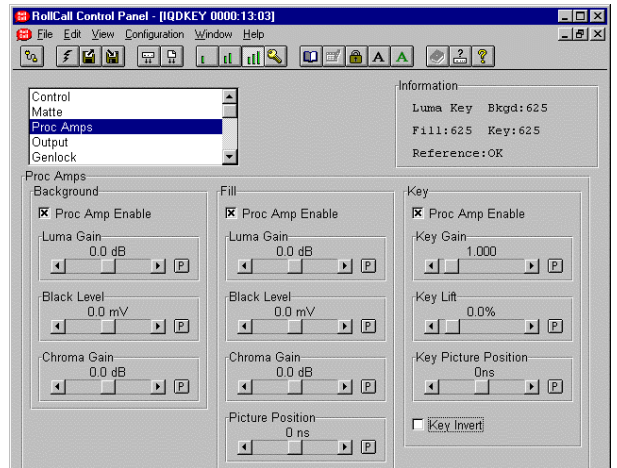 RollCall Control Panel - [IQDKEY 0000:13:03]
File Edit View Configuration Window Help
A A ?
Control
Matte
Proc Amps
Output
Genlock
Information
Luma Key Bkgd:625
Fill:625 Key:625
Reference:OK
Proc Amps
Background
Proc Amp Enable
Luma Gain
0.0 dB
P
Black Level
0.0 mV
P
Chroma Gain
0.0 dB
P
Fill
Proc Amp Enable
Luma Gain
0.0 dB
P
Black Level
0.0 mV
P
Chroma Gain
0.0 dB
P
Picture Position
0 ns
P
Key
Proc Amp Enable
Key Gain
1.000
P
Key Lift
0.0%
P
Key Picture Position
0ns
P
Key Invert